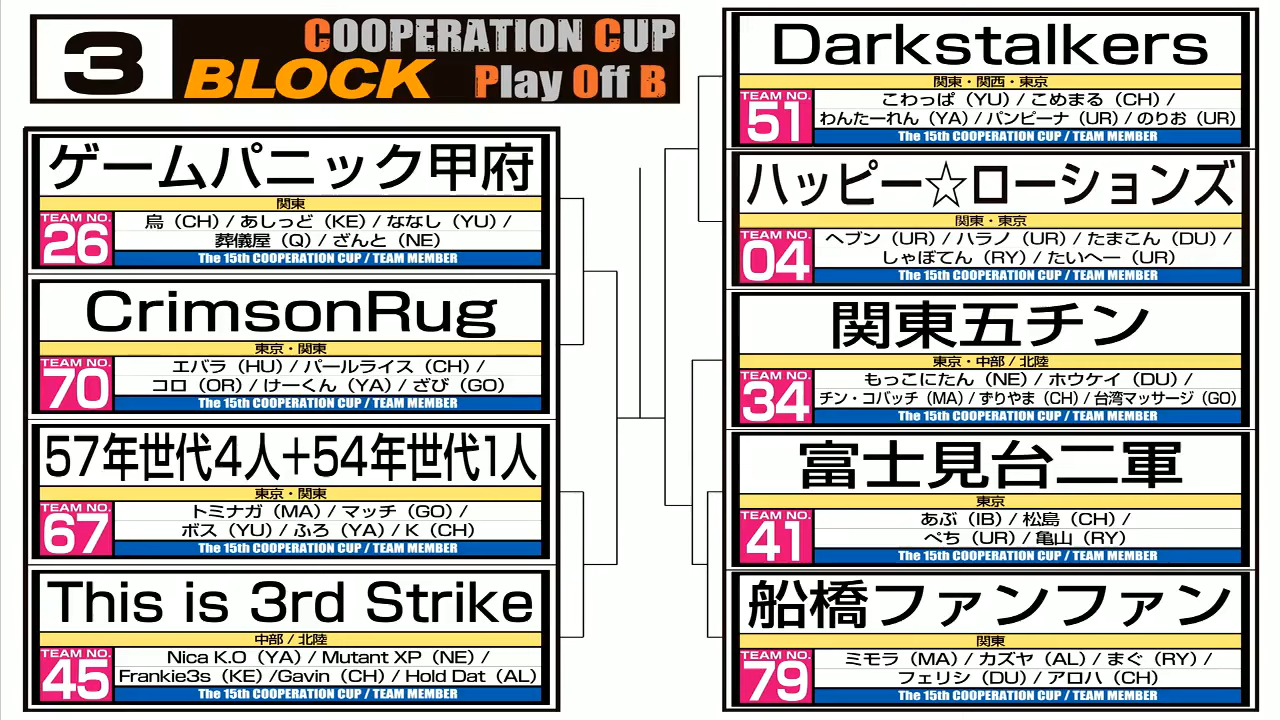 3
COOPERATION CUP
BLOCK
Play Off B
ゲームパニック甲府
関東
TEAM NO.
26
烏（CH）/ あしっど（KE）/ ななし（YU）/
葬儀屋（Q）/ ざんと（NE）
The 15th COOPERATION CUP / TEAM MEMBER
CrimsonRug
東京・関東
TEAM NO.
70
エバラ（HU）/ パールライス（CH）/
コロ（OR）/ けーくん（YA）/ ざび（GO）
The 15th COOPERATION CUP / TEAM MEMBER
57年世代4人+54年世代1人
東京・関東
TEAM NO.
67
トミナガ（MA）/ マッチ（GO）/
ボス（YU）/ ふろ（YA）/ K（CH）
The 15th COOPERATION CUP / TEAM MEMBER
This is 3rd Strike
中部 / 北陸
TEAM NO.
45
Nica K.O（YA）/ Mutant XP（NE）/
Frankie3s（KE）/Gavin（CH）/ Hold Dat（AL）
The 15th COOPERATION CUP / TEAM MEMBER
Darkstalkers
関東・関西・東京
TEAM NO.
51
こわっぱ（YU）/ こめまる（CH）/
わんたーれん（YA）/ パンピーナ（UR）/ のりお（UR）
The 15th COOPERATION CUP / TEAM MEMBER
ハッピー☆ローションズ
関東・東京
TEAM NO.
04
ヘブン（UR）/ ハラノ（UR）/ たまこん（DU）/
しゃぼてん（RY）/ たいへー（UR）
The 15th COOPERATION CUP / TEAM MEMBER
関東五チン
東京・中部 / 北陸
TEAM NO.
34
もっこにたん（NE）/ ホウケイ（DU）/
チン・コバッチ（MA）/ ずりやま（CH）/ 台湾マッサージ（GO）
The 15th COOPERATION CUP / TEAM MEMBER
富士見台二軍
東京
TEAM NO.
41
あぶ（IB）/ 松島（CH）/
ぺち（UR）/ 亀山（RY）
The 15th COOPERATION CUP / TEAM MEMBER
船橋ファンファン
関東
TEAM NO.
79
ミモラ（MA）/ カズヤ（AL）/ まぐ（RY）/
フェリシ（DU）/ アロハ（CH）
The 15th COOPERATION CUP / TEAM MEMBER